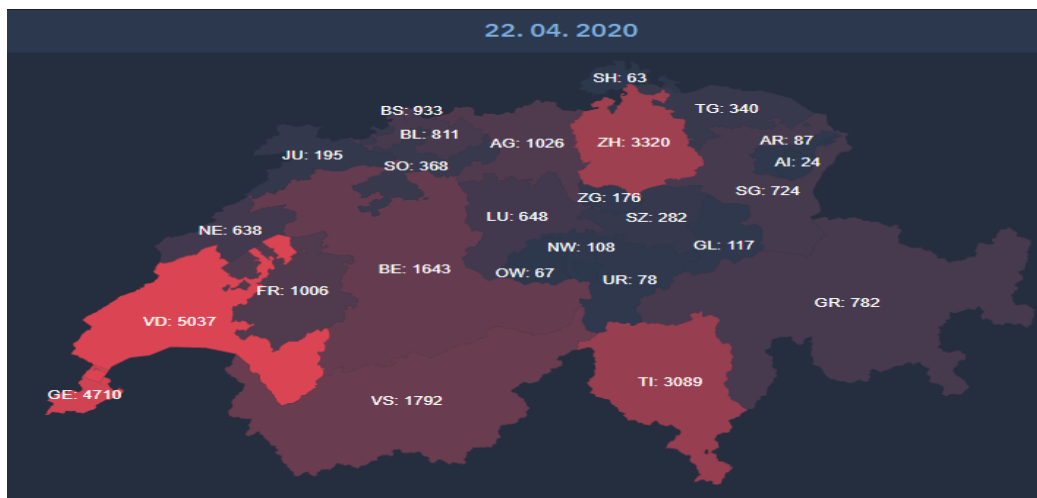 22. 04. 2020
SH: 63
BS: 933
TG: 340
BL: 811
AG: 1026
ZH: 3320
AR: 87
JU: 195
SO: 368
AI: 24
ZG: 176
SG: 724
LU: 648
SZ: 282
NE: 638
NW: 108
GL: 117
BE: 1643
OW: 67
UR: 78
FR: 1006
GR: 782
VD: 5037
TI: 3089
GE: 4710
VS: 1792